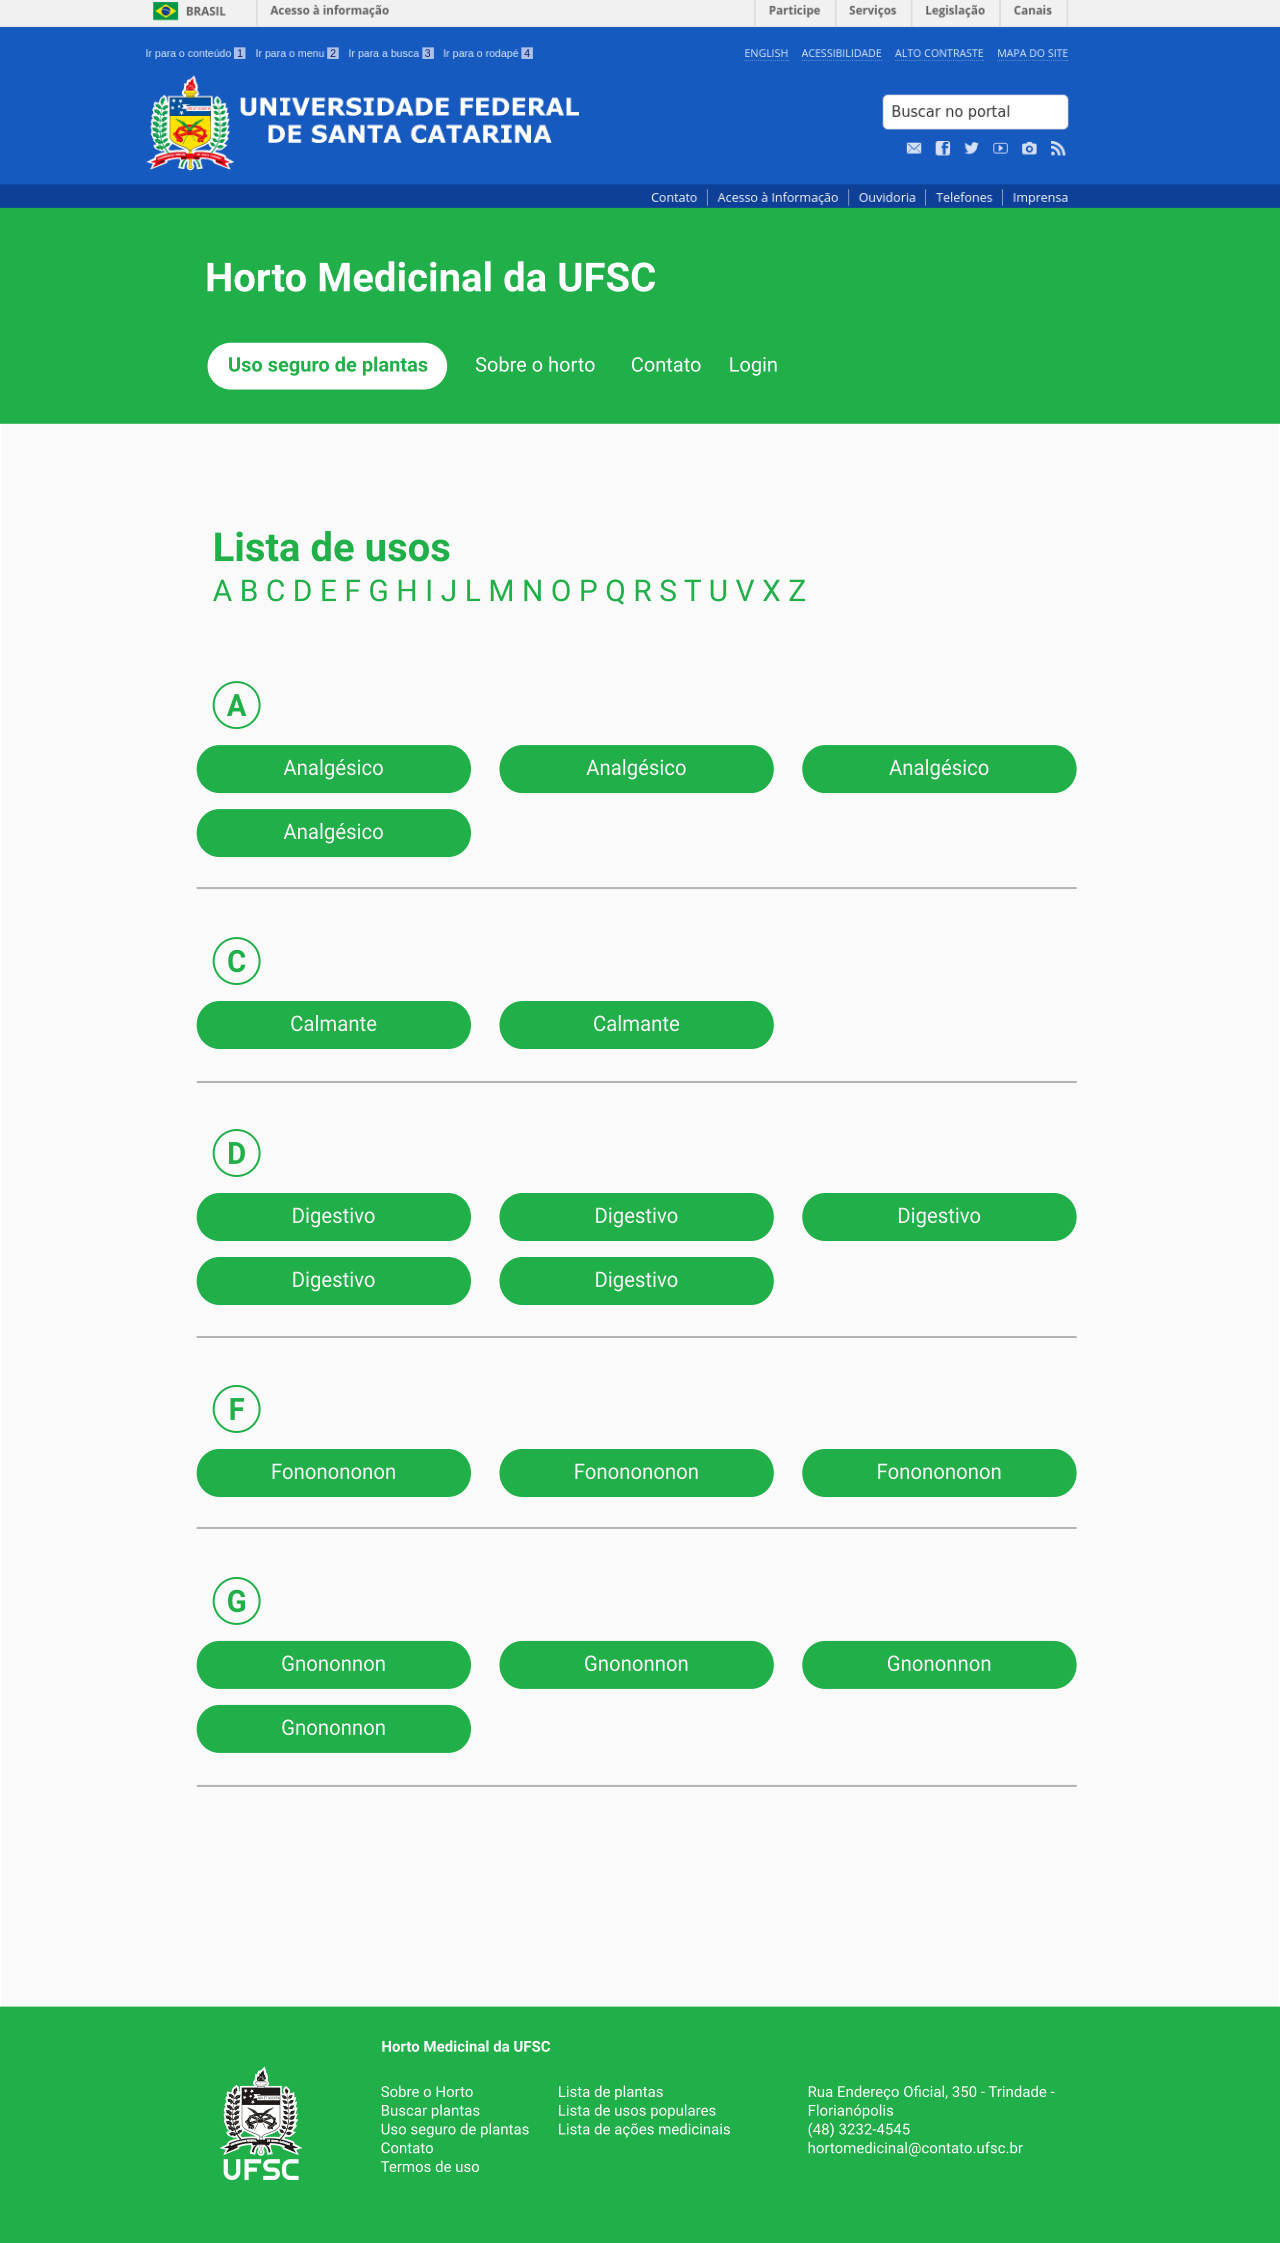 BRASIL Acesso à informação Participe Serviços Legislação Canais
Ir para o conteúdo 1 Ir para o menu 2 Ir para a busca 3 Ir para o rodapé 4 ENGLISH ACESSIBILIDADE ALTO CONTRASTE MAPA DO SITE
UNIVERSIDADE FEDERAL
DE SANTA CATARINA
Buscar no portal
Contato Acesso à Informação Ouvidoria Telefones Imprensa
Horto Medicinal da UFSC
Uso seguro de plantas Sobre o horto Contato Login
Lista de usos
A B C D E F G H I J L M N O P Q R S T U V X Z
A
Analgésico Analgésico Analgésico
Analgésico
C
Calmante Calmante
D
Digestivo Digestivo Digestivo
Digestivo Digestivo
F
Fonononon Fonononon Fonononon
G
Gnononnon Gnononnon Gnononnon
Gnononnon
Horto Medicinal da UFSC
Sobre o Horto
Buscar plantas
Uso seguro de plantas
Contato
Termos de uso
Lista de plantas
Lista de usos populares
Lista de ações medicinais
Rua Endereço Oficial, 350 - Trindade -
Florianópolis
(48) 3232-4545
hortomedicinal@contato.ufsc.br
UFSC